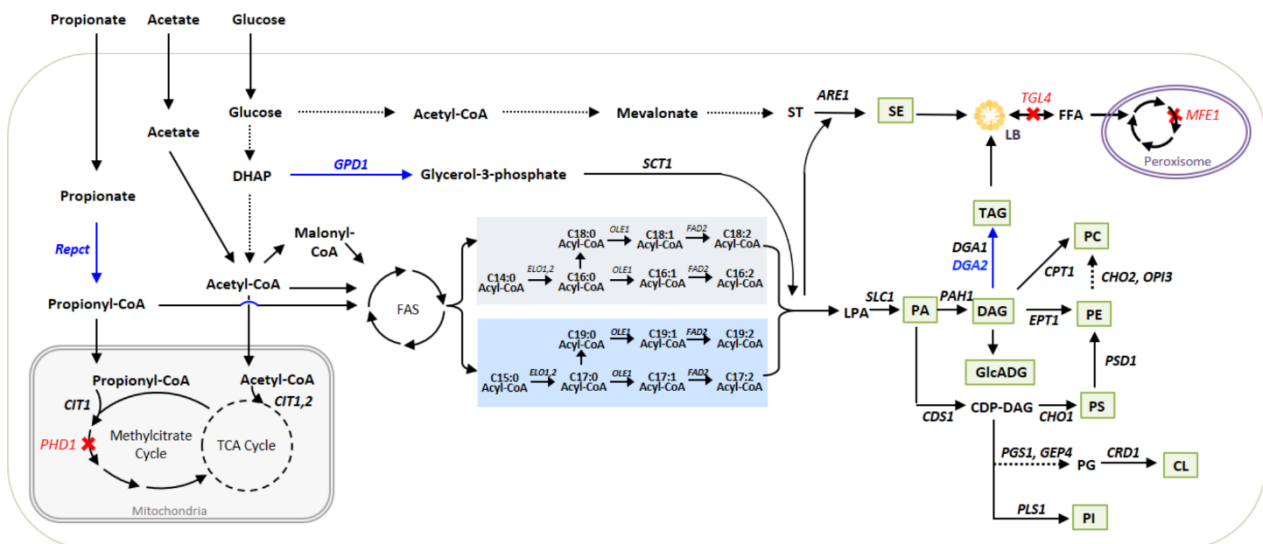 Propionate
Acetate
Glucose
Glucose
Acetyl-CoA
Mevalonate
ST
ARE1
SE
LB
TGL4
FFA
MFE1
Peroxisome
Acetate
DHAP
GPD1
Glycerol-3-phosphate
SCT1
Propionate
Repct
Malonyl-
CoA
Acetyl-CoA
Propionyl-CoA
FAS
C18:0
Acyl-CoA
OLE1
C18:1
Acyl-CoA
FAD2
C18:2
Acyl-CoA
C14:0
Acyl-CoA
ELO1,2
C16:0
Acyl-CoA
OLE1
C16:1
Acyl-CoA
FAD2
C16:2
Acyl-CoA
C19:0
Acyl-CoA
OLE1
C19:1
Acyl-CoA
FAD2
C19:2
Acyl-CoA
C15:0
Acyl-CoA
ELO1,2
C17:0
Acyl-CoA
OLE1
C17:1
Acyl-CoA
FAD2
C17:2
Acyl-CoA
LPA
SLC1
PA
PAH1
DAG
TAG
DGA1
DGA2
CPT1
PC
CHO2, OPI3
EPT1
PE
PSD1
GlcADG
CDS1
CDP-DAG
CHO1
PS
PGS1, GEP4
PG
CRD1
CL
PLS1
PI
Propionyl-CoA
Acetyl-CoA
CIT1
CIT1,2
PHD1
Methylcitrate
Cycle
TCA Cycle
Mitochondria